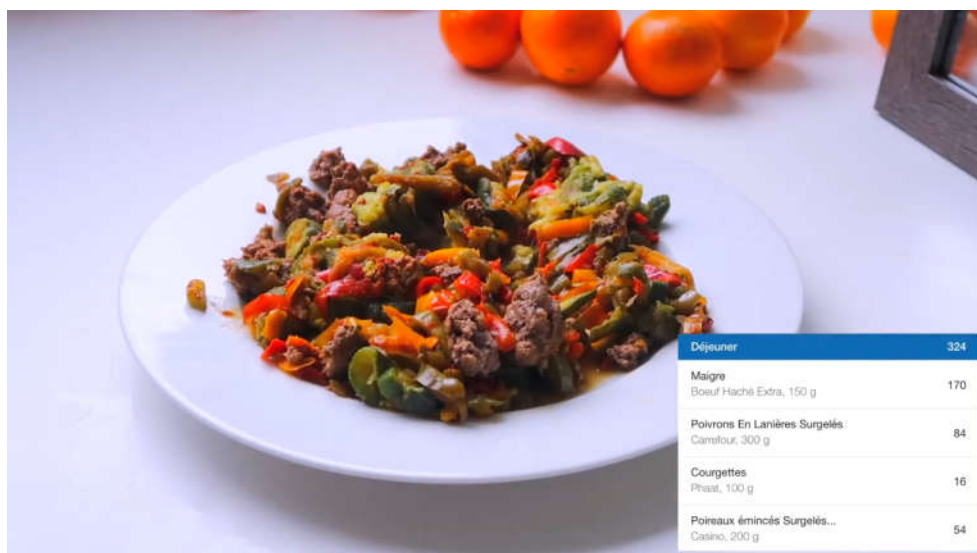 Déjeuner 324
Maigre
Boeuf Haché Extra, 150 g 170
Poivrons En Lanières Surgelés
Carrefour, 300 g 84
Courgettes
Phaat, 100 g 16
Poireaux émincés Surgelés...
Casino, 200 g 54